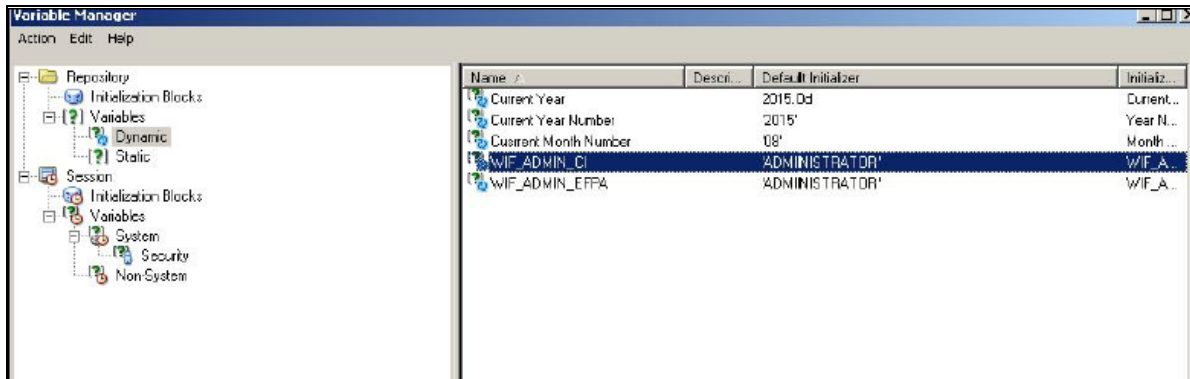 Variable Manager
Action Edit Help
Repository
Initialization Blocks
Variables
Dynamic
Static
Session
Initialization Blocks
Variables
System
Security
Non-System
Name Descri... Default Initializer Initializ...
Current Year 2015.0d Current...
Current Year Number '2015' Year N...
Cusrrent Month Number '08' Month ...
WIF_ADMIN_CI 'ADMINISTRATOR' WIF_A...
WIF_ADMIN_EFPA 'ADMINISTRATOR' WIF_A...